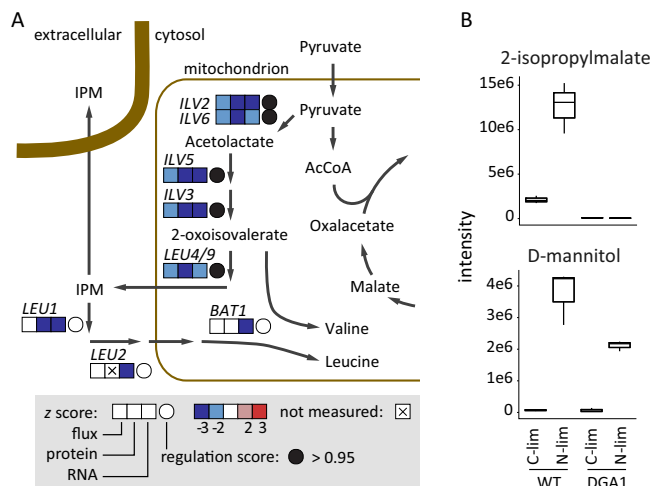 A
extracellular
cytosol
IPM
mitochondrion
Pyruvate
ILV2
ILV6
Pyruvate
Acetolactate
ILV5
AcCoA
ILV3
2-oxoisovalerate
Oxalacetate
LEU4/9
Malate
IPM
LEU1
BAT1
LEU2
Valine
Leucine
z score:
flux
protein
RNA
-3 -2 2 3
not measured:
regulation score: > 0.95
B
2-isopropylmalate
15e6
10e6
5e6
0
intensity
D-mannitol
4e6
2e6
0
C-lim
N-lim
C-lim
N-lim
WT
DGA1